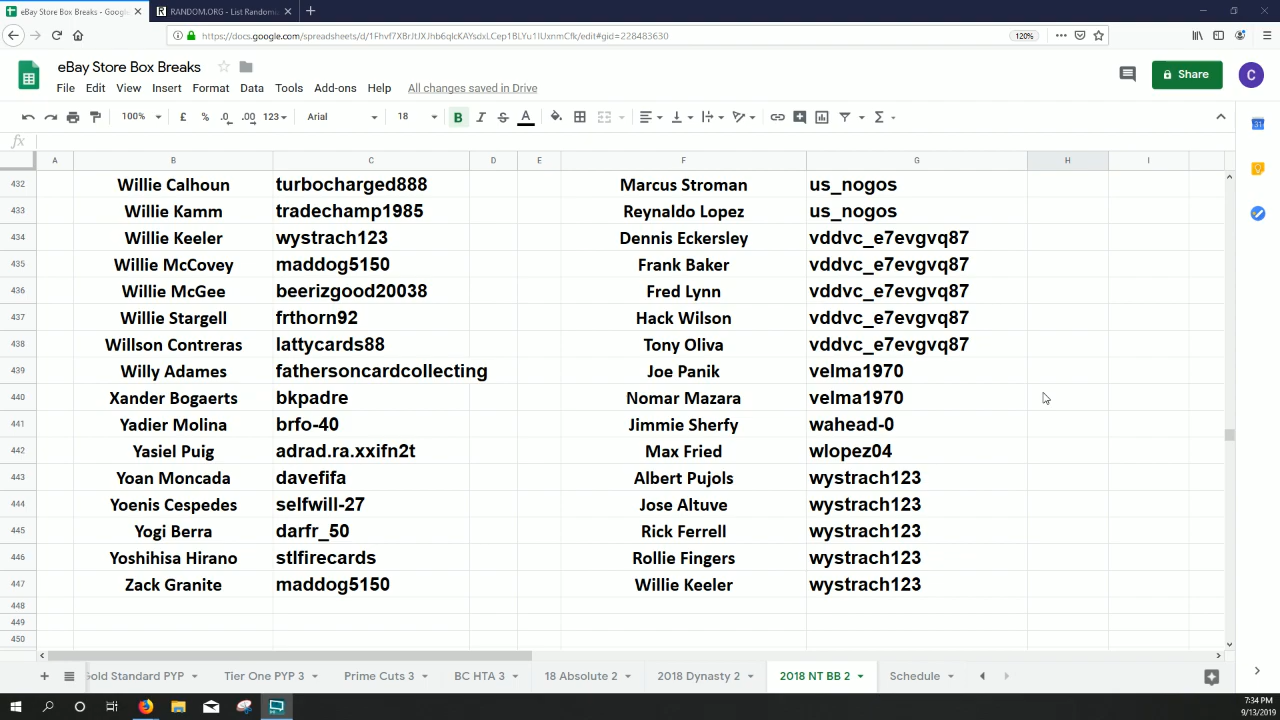 eBay Store Box Breaks - Google
RANDOM.ORG - List Randomi
https://docs.google.com/spreadsheets/d/1Fhvf7XBrJtJXJhb6qlcKAYsdxLCep1BLYu1IUxnmCfk/edit#gid=228483630
120%
eBay Store Box Breaks
File Edit View Insert Format Data Tools Add-ons Help All changes saved in Drive
Share
C
100% £ % .0 .00 123 Arial 18 B I S A
fx
A B C D E F G H I
432 Willie Calhoun turbocharged888 Marcus Stroman us_nogos
433 Willie Kamm tradechamp1985 Reynaldo Lopez us_nogos
434 Willie Keeler wystrach123 Dennis Eckersley vddvc_e7evgvq87
435 Willie McCovey maddog5150 Frank Baker vddvc_e7evgvq87
436 Willie McGee beerizgood20038 Fred Lynn vddvc_e7evgvq87
437 Willie Stargell frthorn92 Hack Wilson vddvc_e7evgvq87
438 Willson Contreras lattycards88 Tony Oliva vddvc_e7evgvq87
439 Willy Adames fathersoncardcollecting Joe Panik velma1970
440 Xander Bogaerts bkpadre Nomar Mazara velma1970
441 Yadier Molina brfo-40 Jimmie Sherfy wahead-0
442 Yasiel Puig adrad.ra.xxifn2t Max Fried wlopez04
443 Yoan Moncada davefifa Albert Pujols wystrach123
444 Yoenis Cespedes selfwill-27 Jose Altuve wystrach123
445 Yogi Berra darfr_50 Rick Ferrell wystrach123
446 Yoshihisa Hirano stlfirecards Rollie Fingers wystrach123
447 Zack Granite maddog5150 Willie Keeler wystrach123
448
449
450
Gold Standard PYP Tier One PYP 3 Prime Cuts 3 BC HTA 3 18 Absolute 2 2018 Dynasty 2 2018 NT BB 2 Schedule
7:34 PM
9/13/2019